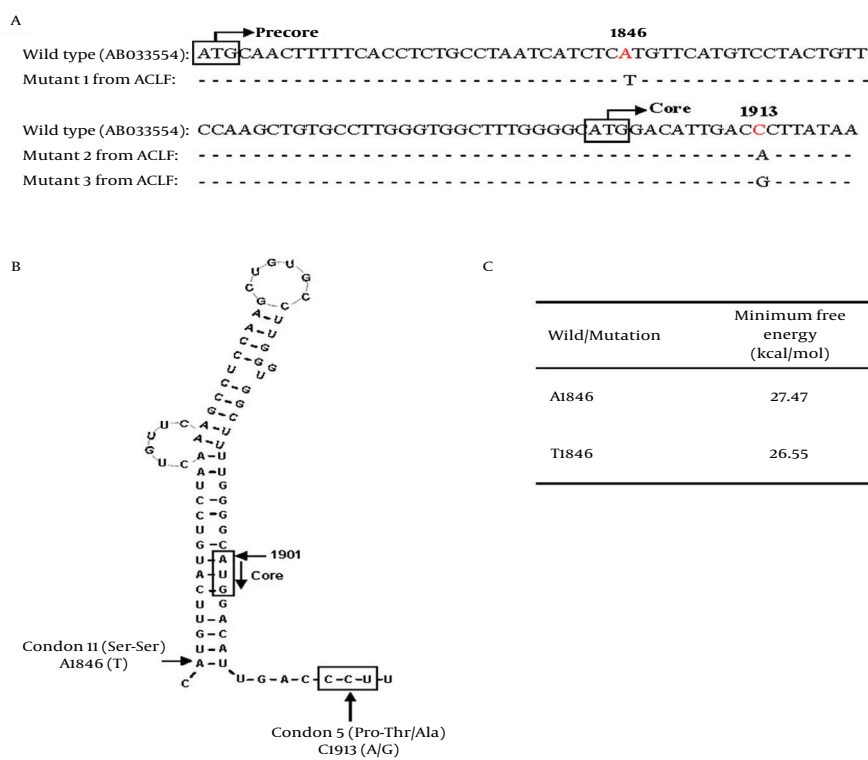 A
Precore
1846
Wild type (AB033554): ATGCAACTTTTTCACCTCTGCCTAATCATCTCATGTTCATGTCCTACTGTT
Mutant 1 from ACLF: T
Core
1913
Wild type (AB033554): CCAAGCTGTGCCTTGGGTGGCTTTGGGGCATGGACATTGACCCTTATAA
Mutant 2 from ACLF: A
Mutant 3 from ACLF: G
B
1901
Core
Condon 11 (Ser-Ser)
A1846 (T)
C
U-G-A-C-C-C-U-U
Condon 5 (Pro-Thr/Ala)
C1913 (A/G)
C
Wild/Mutation Minimum free
energy
(kcal/mol)
A1846 27.47
T1846 26.55